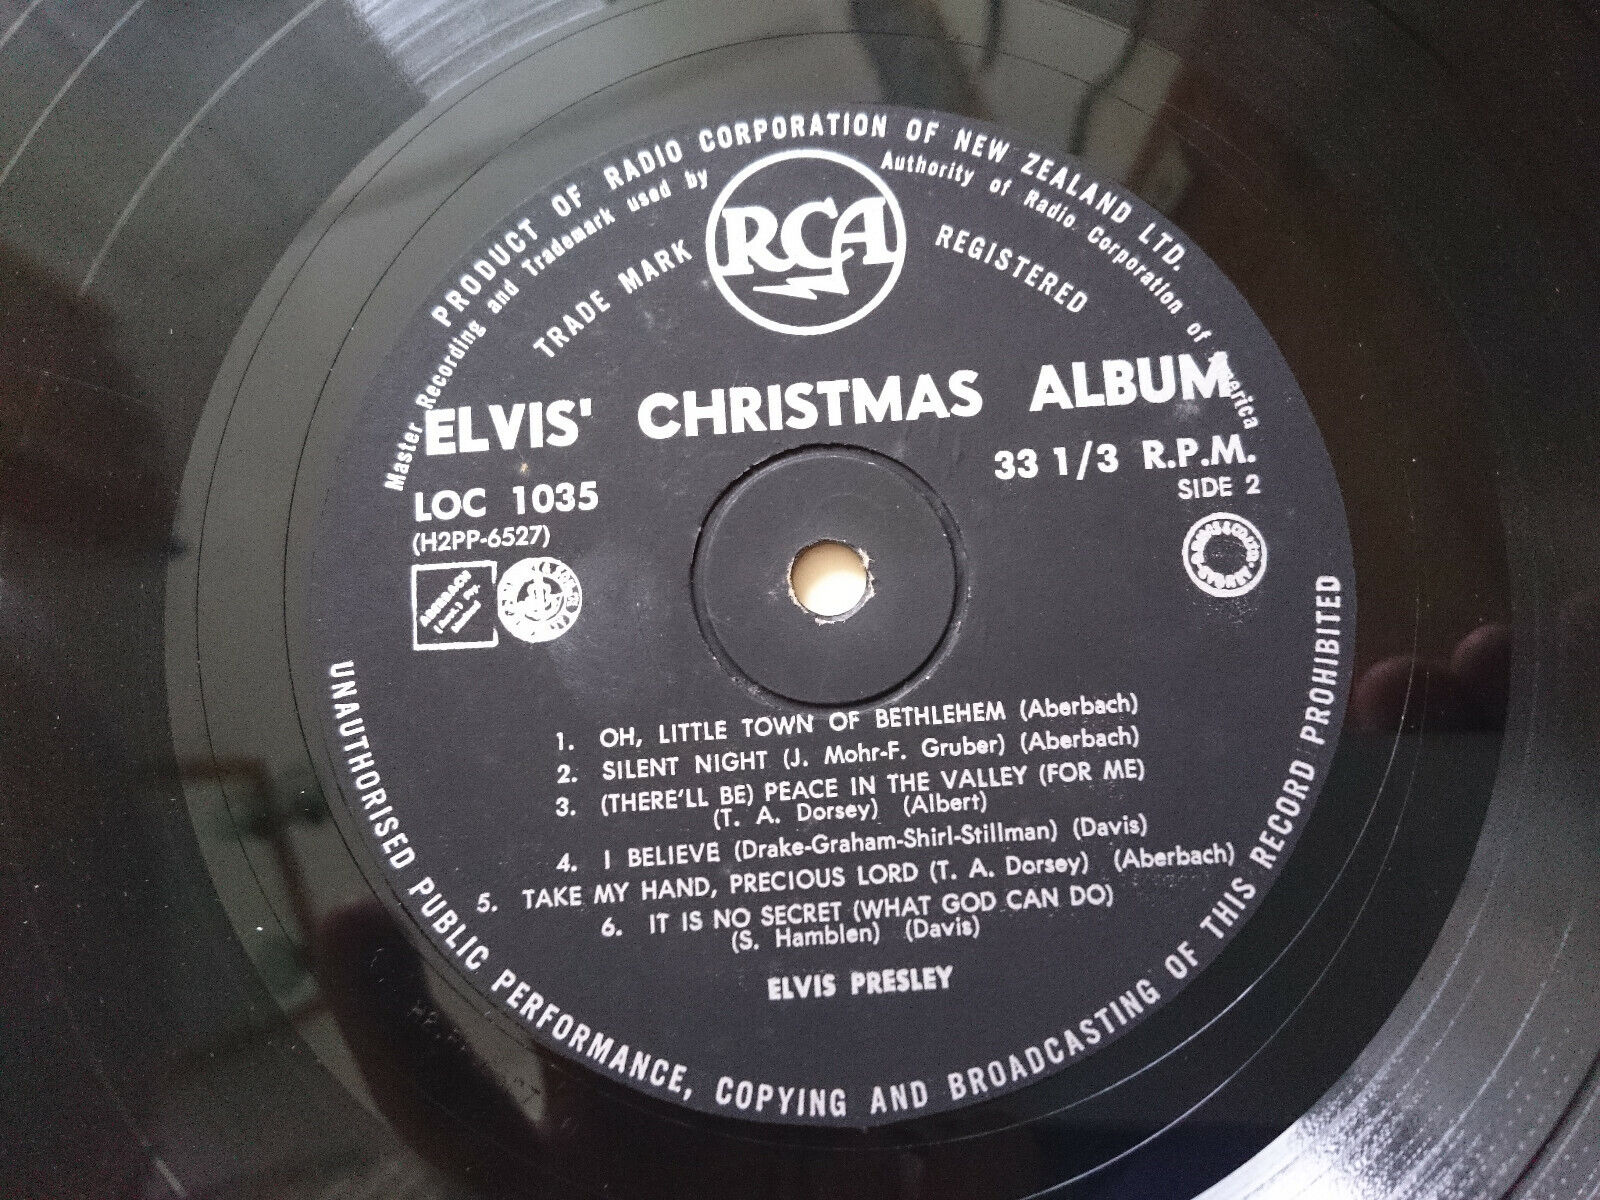 PRODUCT OF RADIO CORPORATION OF NEW ZEALAND LTD.
Master Recording and Trademark used by Authority of Radio Corporation of America
TRADE MARK REGISTERED
RCA
ELVIS' CHRISTMAS ALBUM
LOC 1035
(H2PP-6527)
33 1/3 R.P.M.
SIDE 2
ABERBACH
1. OH, LITTLE TOWN OF BETHLEHEM (Aberbach)
2. SILENT NIGHT (J. Mohr-F. Gruber) (Aberbach)
3. (THERE'LL BE) PEACE IN THE VALLEY (FOR ME)
(T. A. Dorsey) (Albert)
4. I BELIEVE (Drake-Graham-Shirl-Stillman) (Davis)
5. TAKE MY HAND, PRECIOUS LORD (T. A. Dorsey) (Aberbach)
6. IT IS NO SECRET (WHAT GOD CAN DO)
(S. Hamblen) (Davis)
ELVIS PRESLEY
UNAUTHORISED PUBLIC PERFORMANCE, COPYING AND BROADCASTING OF THIS RECORD PROHIBITED